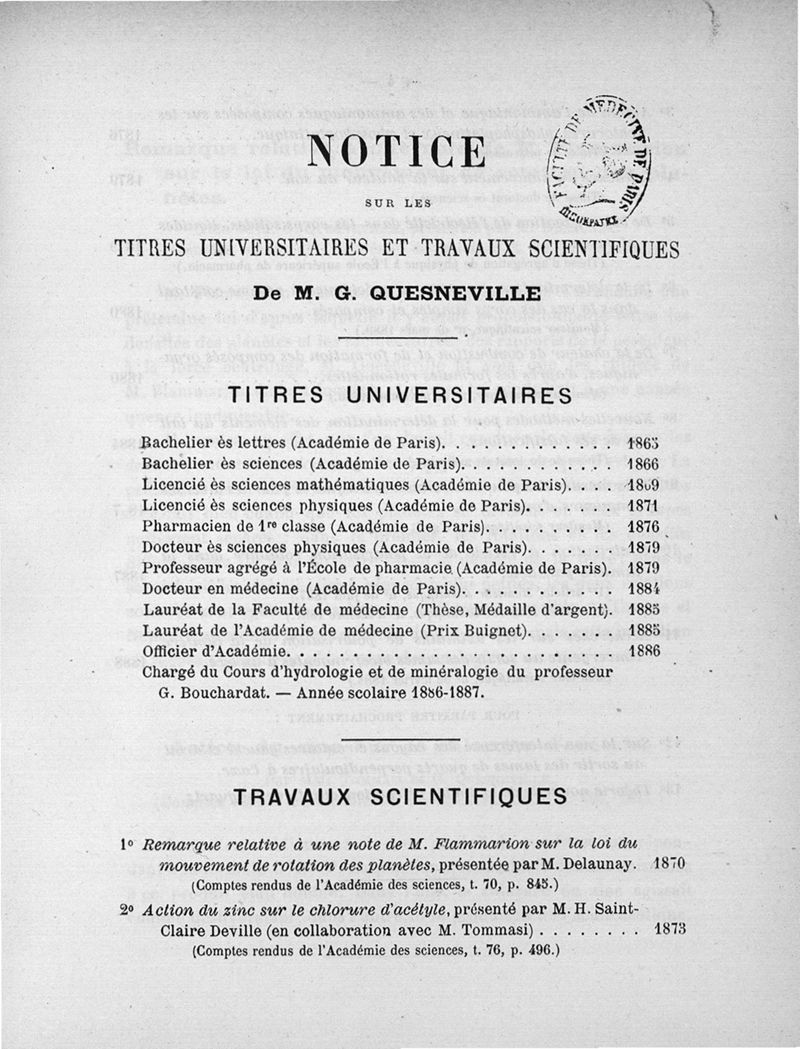 NOTICE
SUR LES
TITRES UNIVERSITAIRES ET TRAVAUX SCIENTIFIQUES
De M. G. QUESNEVILLE
FACULTÉ DE MEDECINE DE PARIS
TITRES UNIVERSITAIRES
Bachelier ès lettres (Académie de Paris). . . . . . . . . . . . . . 1865
Bachelier ès sciences (Académie de Paris). . . . . . . . . . . . 1866
Licencié ès sciences mathématiques (Académie de Paris). . . . 1869
Licencié ès sciences physiques (Académie de Paris). . . . . . . 1871
Pharmacien de 1re classe (Académie de Paris). . . . . . . . . . 1876
Docteur ès sciences physiques (Académie de Paris). . . . . . . 1879
Professeur agrégé à l'École de pharmacie (Académie de Paris). 1879
Docteur en médecine (Académie de Paris). . . . . . . . . . . . 1884
Lauréat de la Faculté de médecine (Thèse, Médaille d'argent). 1885
Lauréat de l'Académie de médecine (Prix Buignet). . . . . . . 1885
Officier d'Académie. . . . . . . . . . . . . . . . . . . . . . . . 1886
Chargé du Cours d'hydrologie et de minéralogie du professeur
G. Bouchardat. — Année scolaire 1886-1887.
TRAVAUX SCIENTIFIQUES
1º Remarque relative à une note de M. Flammarion sur la loi du
mouvement de rotation des planètes, présentée par M. Delaunay. 1870
(Comptes rendus de l'Académie des sciences, t. 70, p. 845.)
2º Action du zinc sur le chlorure d'acétyle, présenté par M. H. Saint-
Claire Deville (en collaboration avec M. Tommasi) . . . . . . . . 1873
(Comptes rendus de l'Académie des sciences, t. 76, p. 496.)